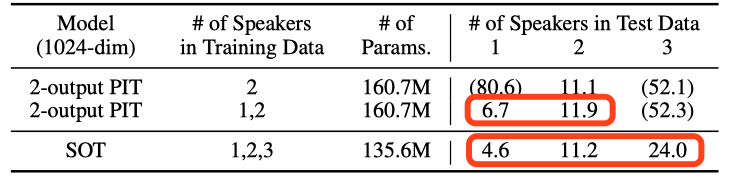 Model # of Speakers # of # of Speakers in Test Data
(1024-dim) in Training Data Params. 1 2 3
2-output PIT 2 160.7M (80.6) 11.1 (52.1)
2-output PIT 1,2 160.7M 6.7 11.9 (52.3)
SOT 1,2,3 135.6M 4.6 11.2 24.0